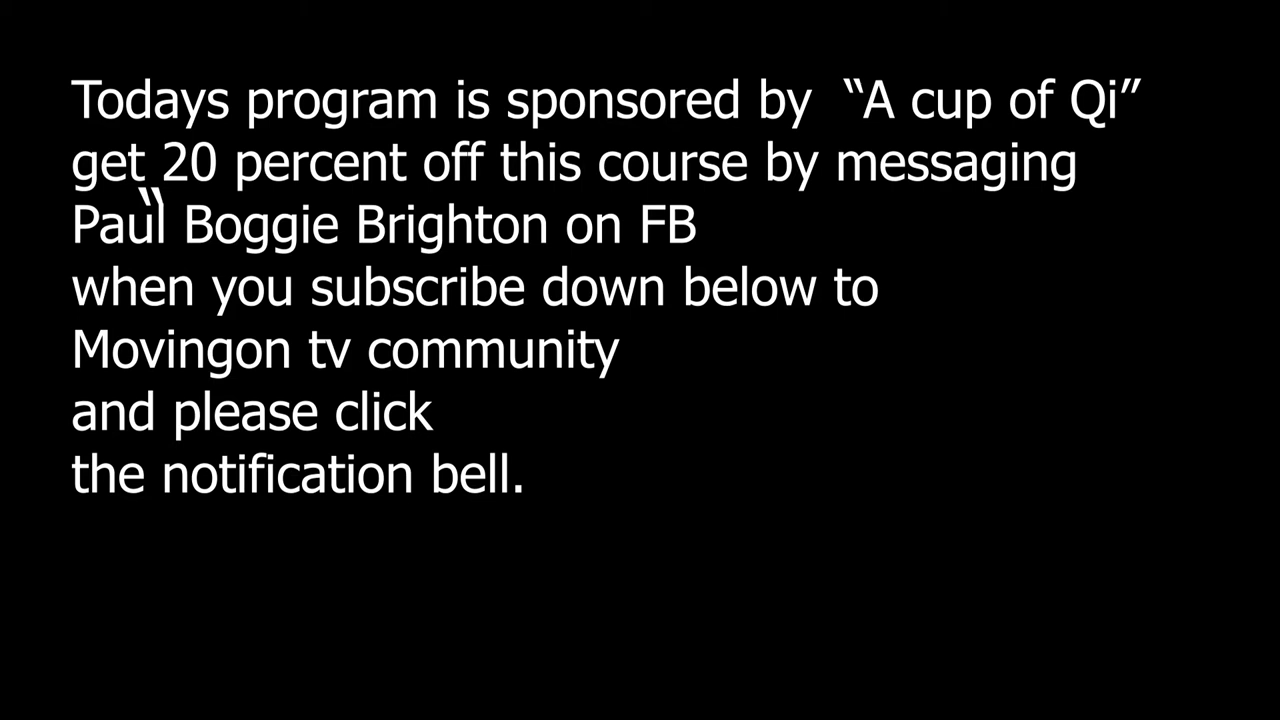 Todays program is sponsored by “A cup of Qi”
get 20 percent off this course by messaging
“
Paul Boggie Brighton on FB
when you subscribe down below to
Movingon tv community
and please click
the notification bell.